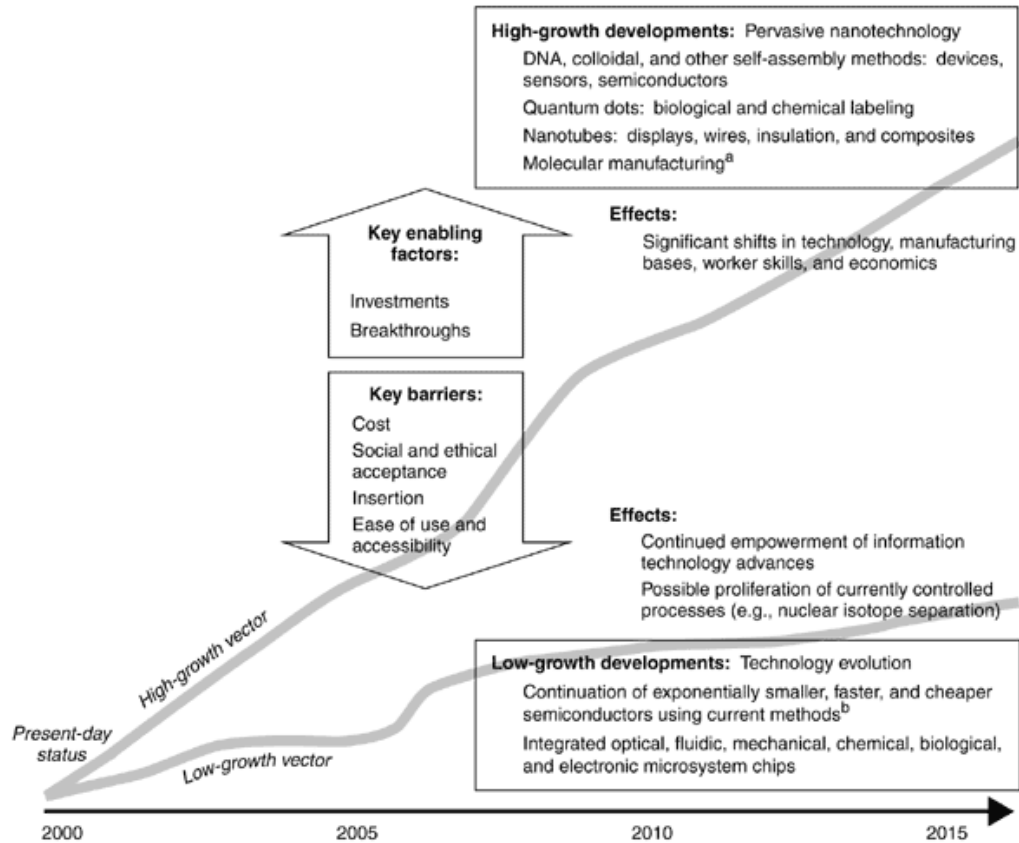 High-growth developments: Pervasive nanotechnology
DNA, colloidal, and other self-assembly methods: devices,
sensors, semiconductors
Quantum dots: biological and chemical labeling
Nanotubes: displays, wires, insulation, and composites
Molecular manufacturing^a
Key enabling
factors:
Investments
Breakthroughs
Effects:
Significant shifts in technology, manufacturing
bases, worker skills, and economics
Key barriers:
Cost
Social and ethical
acceptance
Insertion
Ease of use and
accessibility
Effects:
Continued empowerment of information
technology advances
Possible proliferation of currently controlled
processes (e.g., nuclear isotope separation)
High-growth vector
Low-growth developments: Technology evolution
Continuation of exponentially smaller, faster, and cheaper
semiconductors using current methods^b
Integrated optical, fluidic, mechanical, chemical, biological,
and electronic microsystem chips
Present-day
status
Low-growth vector
2000 2005 2010 2015